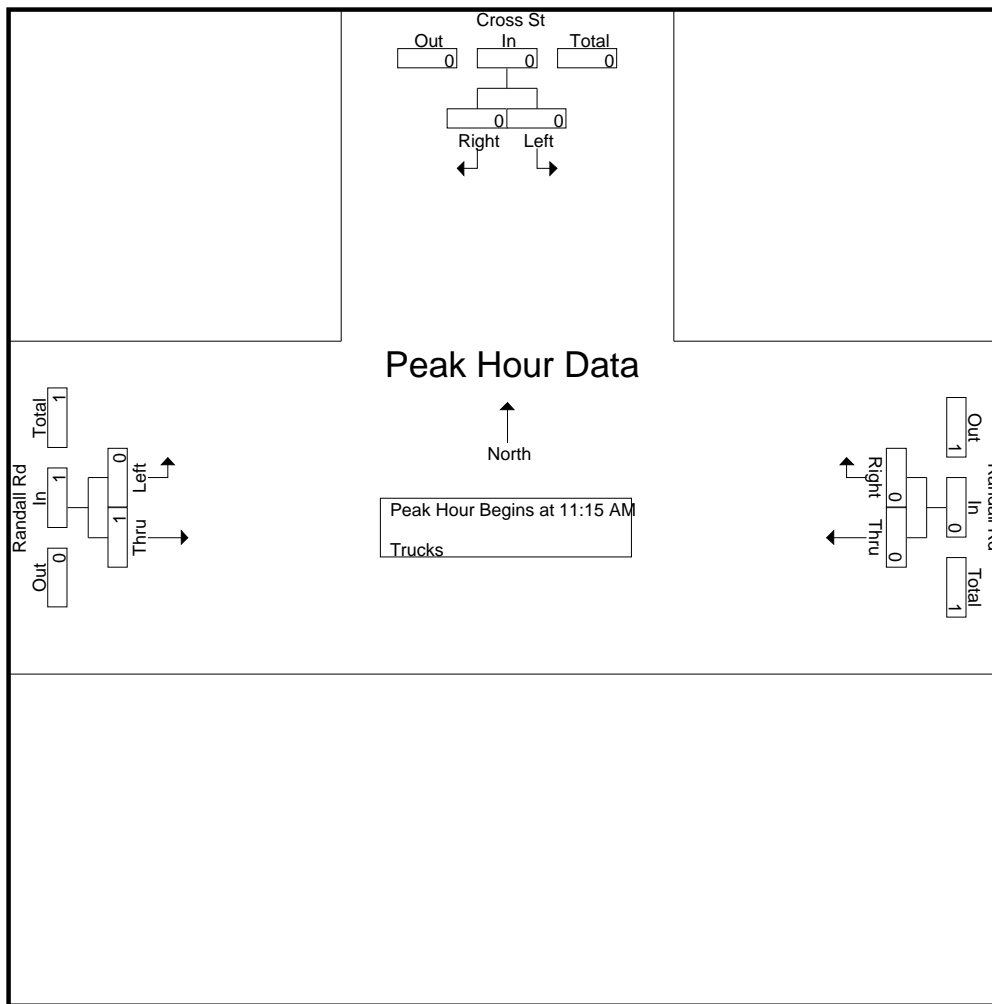 Cross St
Out In Total
0 0 0
0 0
Right Left
Peak Hour Data
North
Peak Hour Begins at 11:15 AM
Trucks
Randall Rd
Out In Total
0 1 1
Left Thru
0 1
Randall Rd
Out In Total
1 0 1
Right Thru
0 0